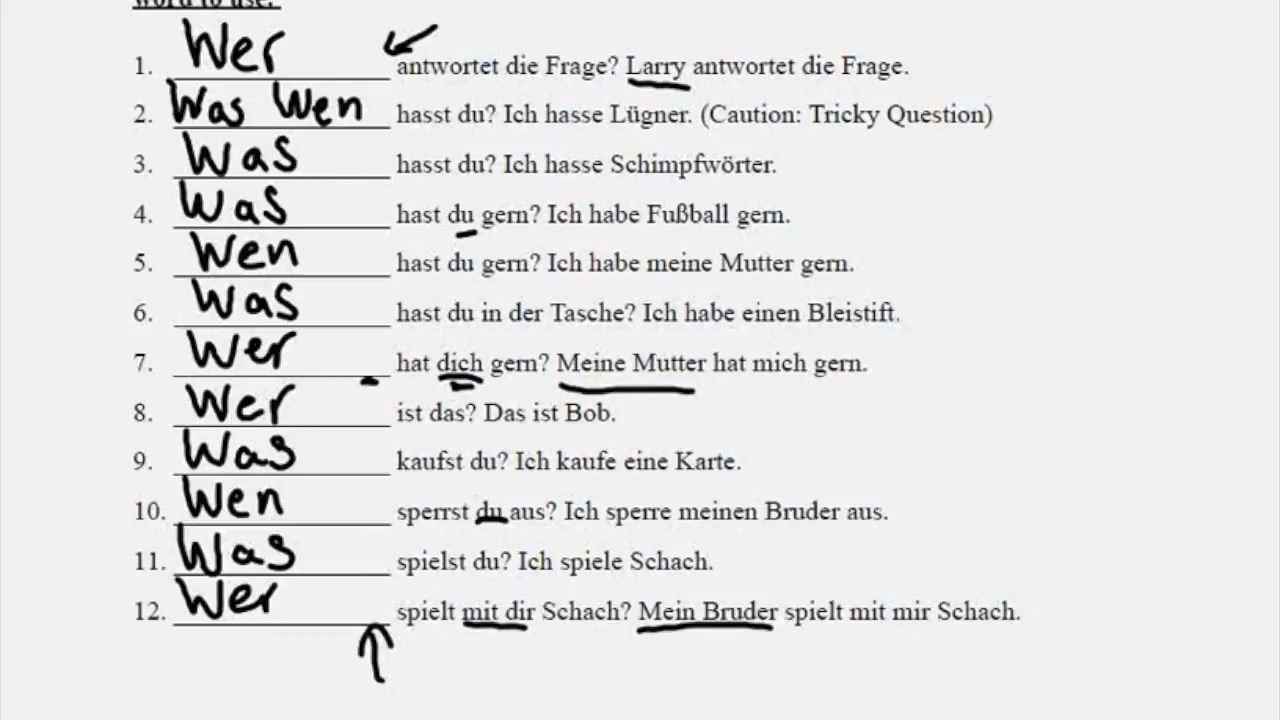 word to use.
1. Wer antwortet die Frage? Larry antwortet die Frage.
2. Was Wen hasst du? Ich hasse Lügner. (Caution: Tricky Question)
3. Was hasst du? Ich hasse Schimpfwörter.
4. Was hast du gern? Ich habe Fußball gern.
5. Wen hast du gern? Ich habe meine Mutter gern.
6. Was hast du in der Tasche? Ich habe einen Bleistift.
7. Wer hat dich gern? Meine Mutter hat mich gern.
8. Wer ist das? Das ist Bob.
9. Was kaufst du? Ich kaufe eine Karte.
10. Wen sperrst du aus? Ich sperre meinen Bruder aus.
11. Was spielst du? Ich spiele Schach.
12. Wer spielt mit dir Schach? Mein Bruder spielt mit mir Schach.